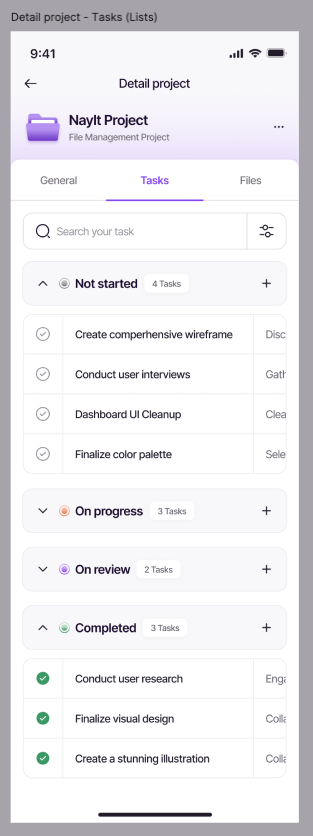 Detail project - Tasks (Lists)
9:41
Detail project
Naylt Project
File Management Project
General Tasks Files
Search your task
Not started 4 Tasks
Create comperhensive wireframe Disc
Conduct user interviews Gath
Dashboard UI Cleanup Clea
Finalize color palette Sele
On progress 3 Tasks
On review 2 Tasks
Completed 3 Tasks
Conduct user research Enga
Finalize visual design Colla
Create a stunning illustration Colla